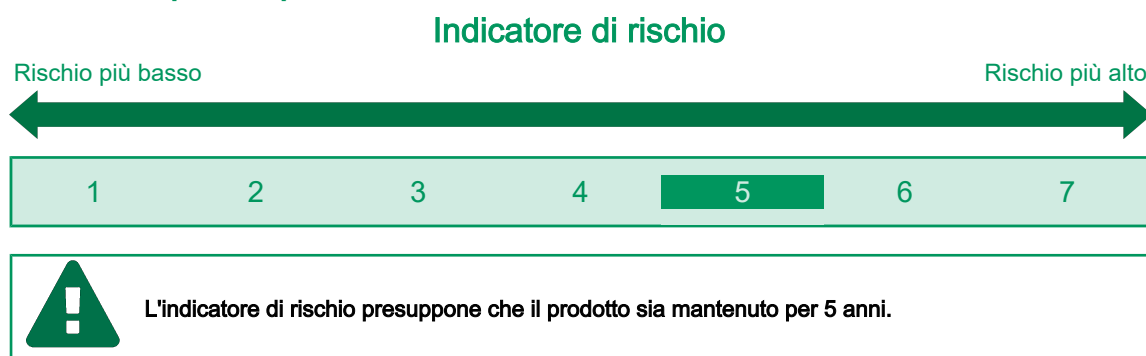 Indicatore di rischio
Rischio più basso Rischio più alto
1 2 3 4 5 6 7
L'indicatore di rischio presuppone che il prodotto sia mantenuto per 5 anni.